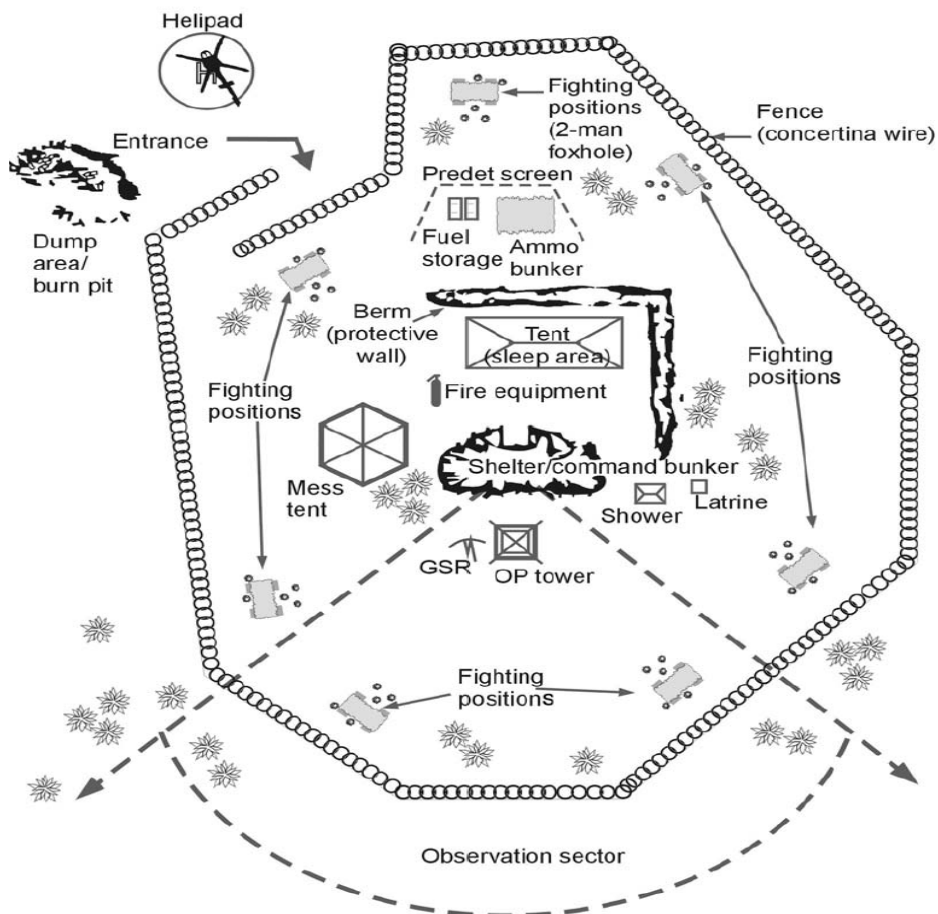 Helipad
H
Entrance
Fighting
positions
(2-man
foxhole)
Fence
(concertina wire)
Predet screen
Dump
area/
burn pit
Fuel
storage
Ammo
bunker
Berm
(protective
wall)
Tent
(sleep area)
Fighting
positions
Fighting
positions
Fire equipment
Mess
tent
Shelter/command bunker
Shower
Latrine
GSR
OP tower
Fighting
positions
Observation sector